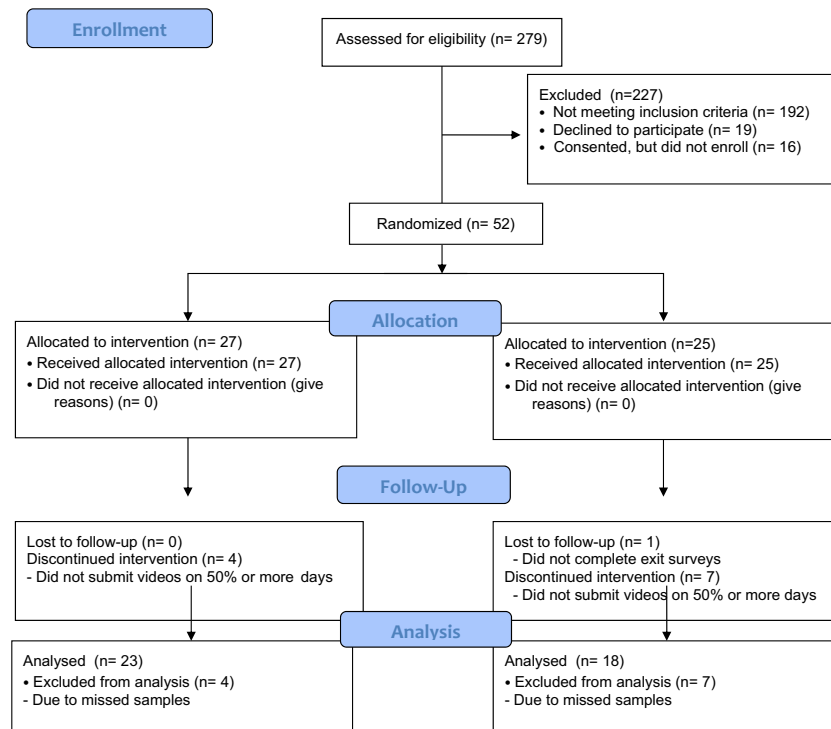 Enrollment
Assessed for eligibility (n= 279)
Excluded (n=227)
• Not meeting inclusion criteria (n= 192)
• Declined to participate (n= 19)
• Consented, but did not enroll (n= 16)
Randomized (n= 52)
Allocation
Allocated to intervention (n= 27)
• Received allocated intervention (n= 27)
• Did not receive allocated intervention (give
reasons) (n= 0)
Allocated to intervention (n=25)
• Received allocated intervention (n= 25)
• Did not receive allocated intervention (give
reasons) (n= 0)
Follow-Up
Lost to follow-up (n= 0)
Discontinued intervention (n= 4)
- Did not submit videos on 50% or more days
Lost to follow-up (n= 1)
- Did not complete exit surveys
Discontinued intervention (n= 7)
- Did not submit videos on 50% or more days
Analysis
Analysed (n= 23)
• Excluded from analysis (n= 4)
- Due to missed samples
Analysed (n= 18)
• Excluded from analysis (n= 7)
- Due to missed samples